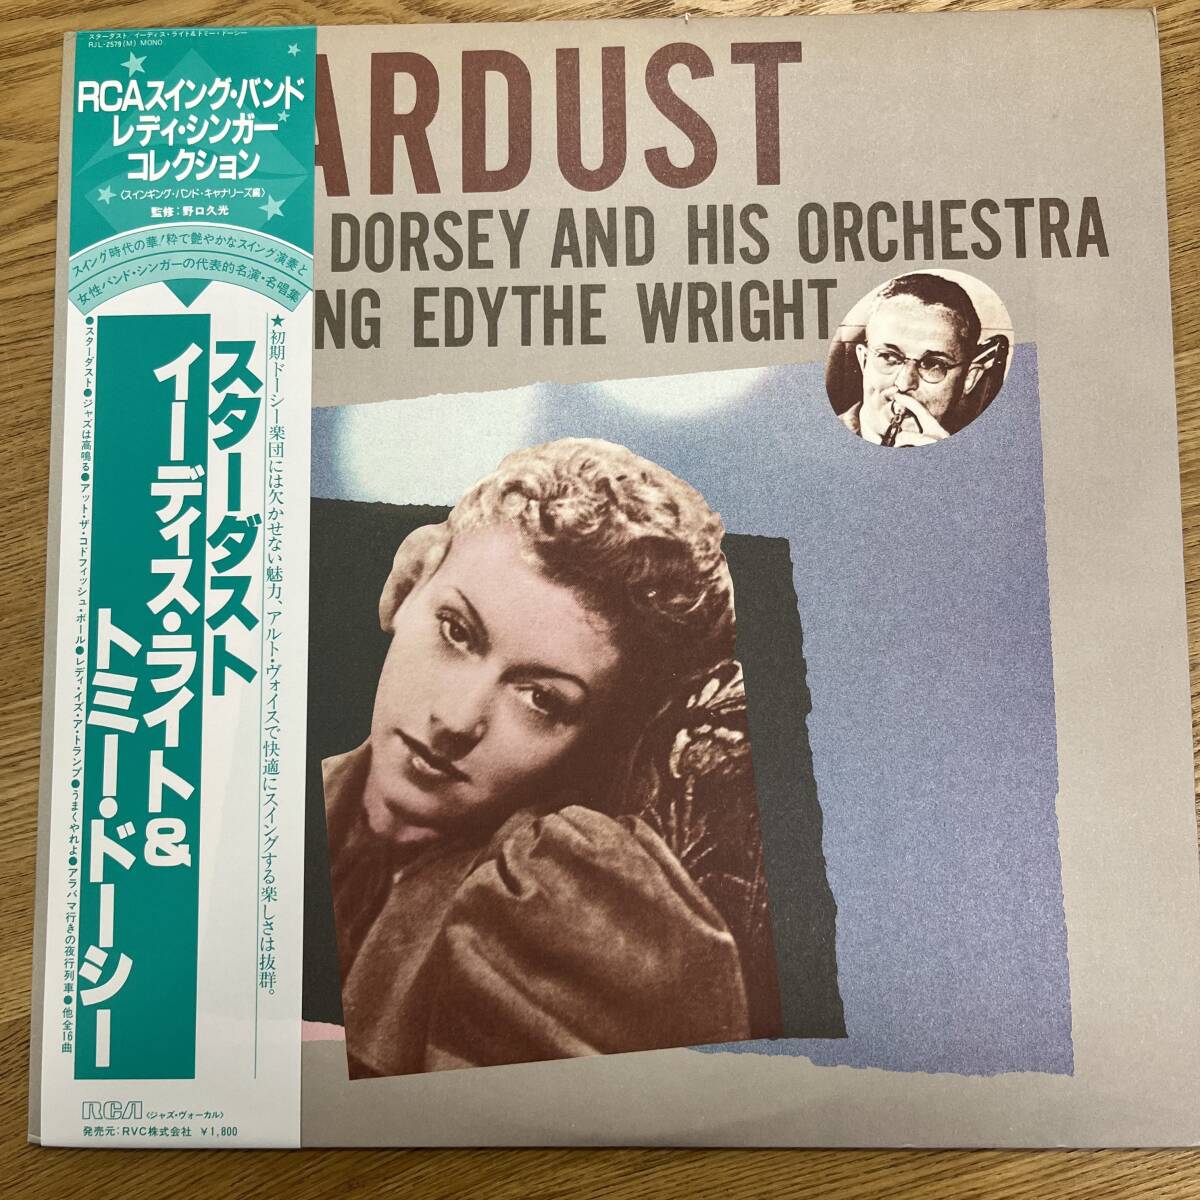 スターダスト/イーディス・ライト&トミー・ドーシー
RJL-2579(M) MONO
RCAスイング・バンド
レディ・シンガー
コレクション
〈スインギング・バンド・キャナリーズ篇〉
監修:野口久光
スイング時代の華!粋で艶やかなスイング演奏と
女性バンド・シンガーの代表的名演・名唱集
★初期ドーシー楽団には欠かせない魅力、アルト・ヴォイスで快適にスイングする楽しさは抜群。
スターダスト
イーディス・ライト&
トミー・ドーシー
●スターダスト●ジャズは高鳴る●アット・ザ・コドフィッシュ・ボール●レディ・イズ・ア・トランプ●うまくやれよ●アラバマ行きの夜行列車●他全16曲
RCA 〈ジャズ・ヴォーカル〉
発売元:RVC株式会社 ¥1,800
ARDUST
DORSEY AND HIS ORCHESTRA
NG EDYTHE WRIGHT